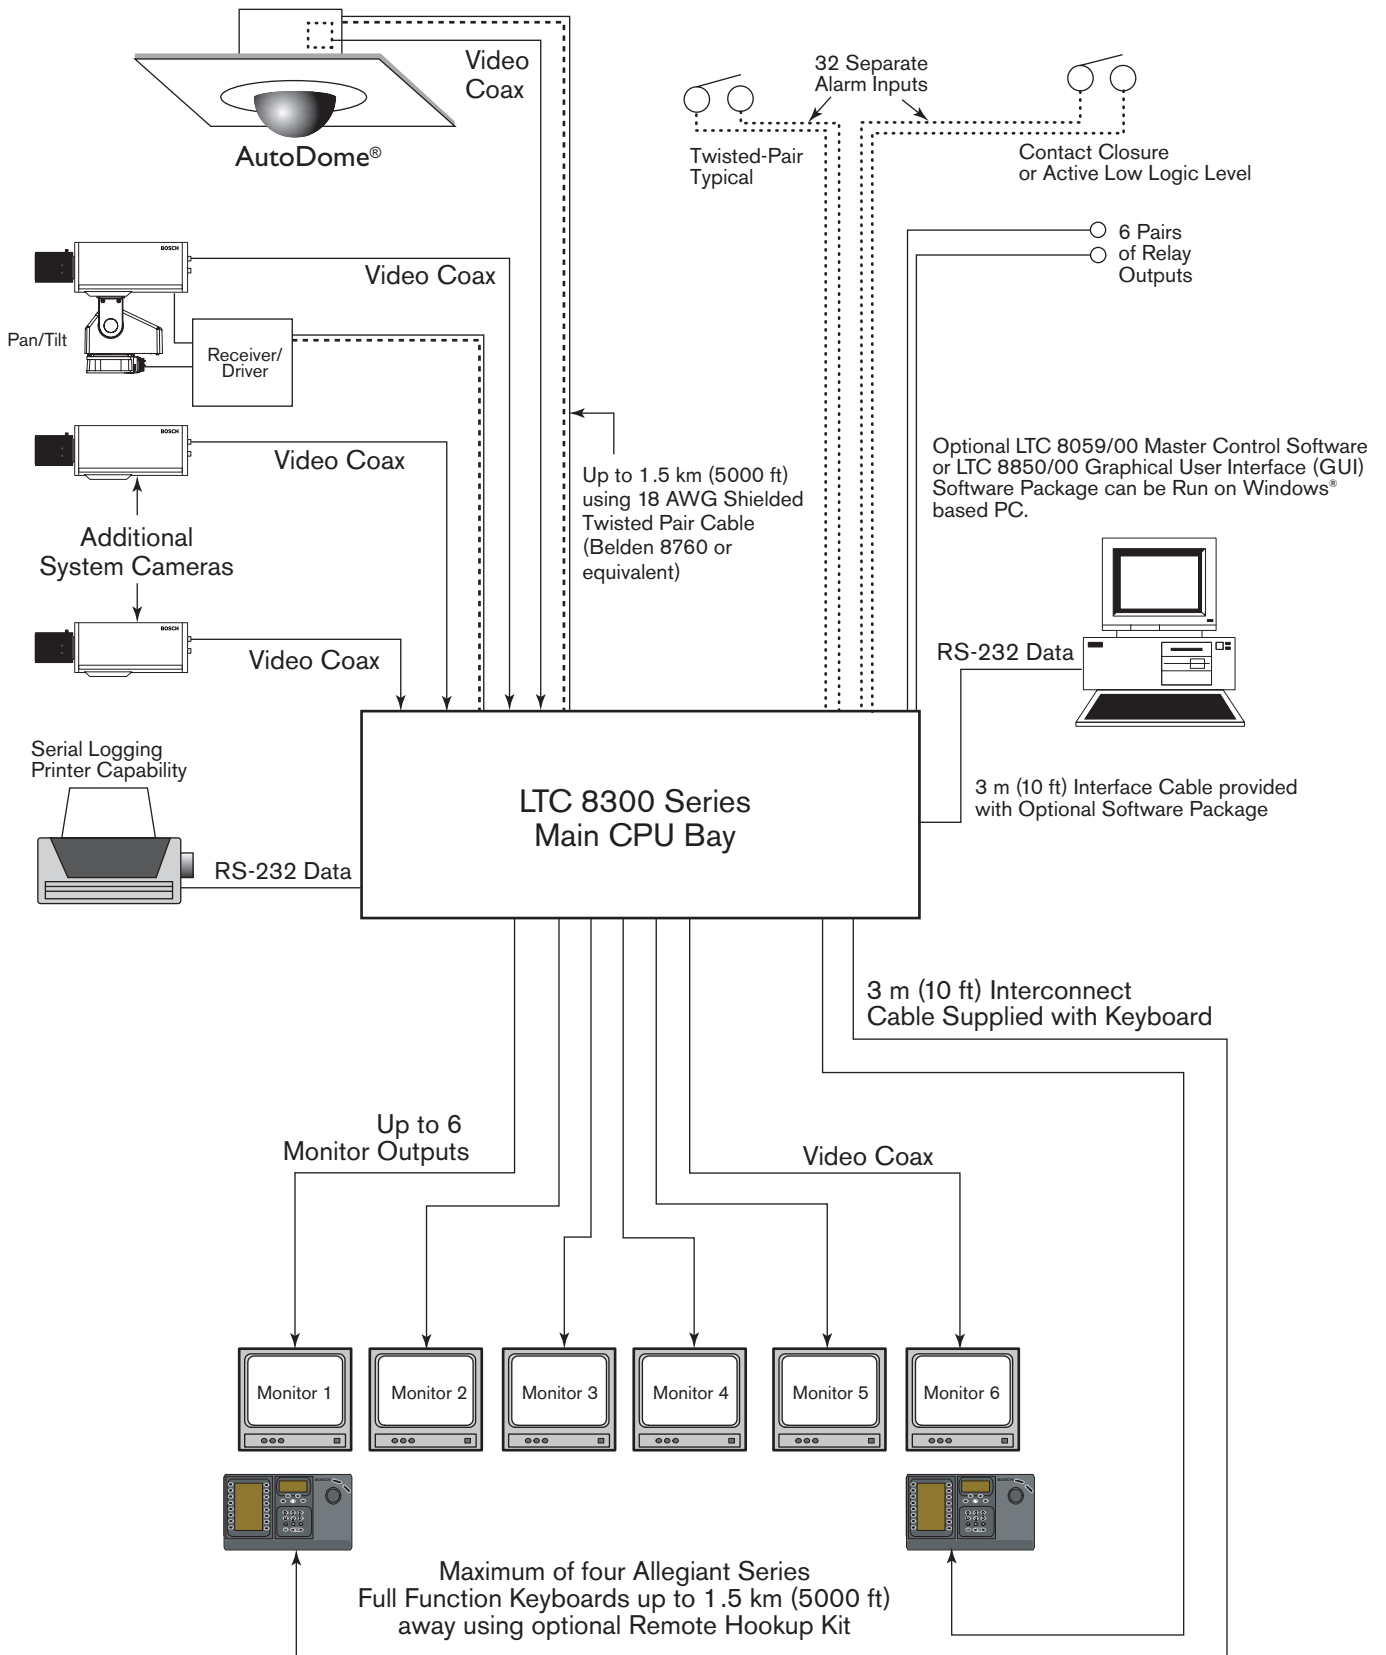 Video
Coax
AutoDome®
32 Separate
Alarm Inputs
Twisted-Pair
Typical
Contact Closure
or Active Low Logic Level
6 Pairs
of Relay
Outputs
BOSCH
Video Coax
Pan/Tilt
Receiver/
Driver
BOSCH
Video Coax
Additional
System Cameras
BOSCH
Video Coax
Up to 1.5 km (5000 ft)
using 18 AWG Shielded
Twisted Pair Cable
(Belden 8760 or
equivalent)
Optional LTC 8059/00 Master Control Software
or LTC 8850/00 Graphical User Interface (GUI)
Software Package can be Run on Windows®
based PC.
RS-232 Data
3 m (10 ft) Interface Cable provided
with Optional Software Package
Serial Logging
Printer Capability
RS-232 Data
LTC 8300 Series
Main CPU Bay
3 m (10 ft) Interconnect
Cable Supplied with Keyboard
Up to 6
Monitor Outputs
Video Coax
Monitor 1
Monitor 2
Monitor 3
Monitor 4
Monitor 5
Monitor 6
BOSCH
BOSCH
Maximum of four Allegiant Series
Full Function Keyboards up to 1.5 km (5000 ft)
away using optional Remote Hookup Kit